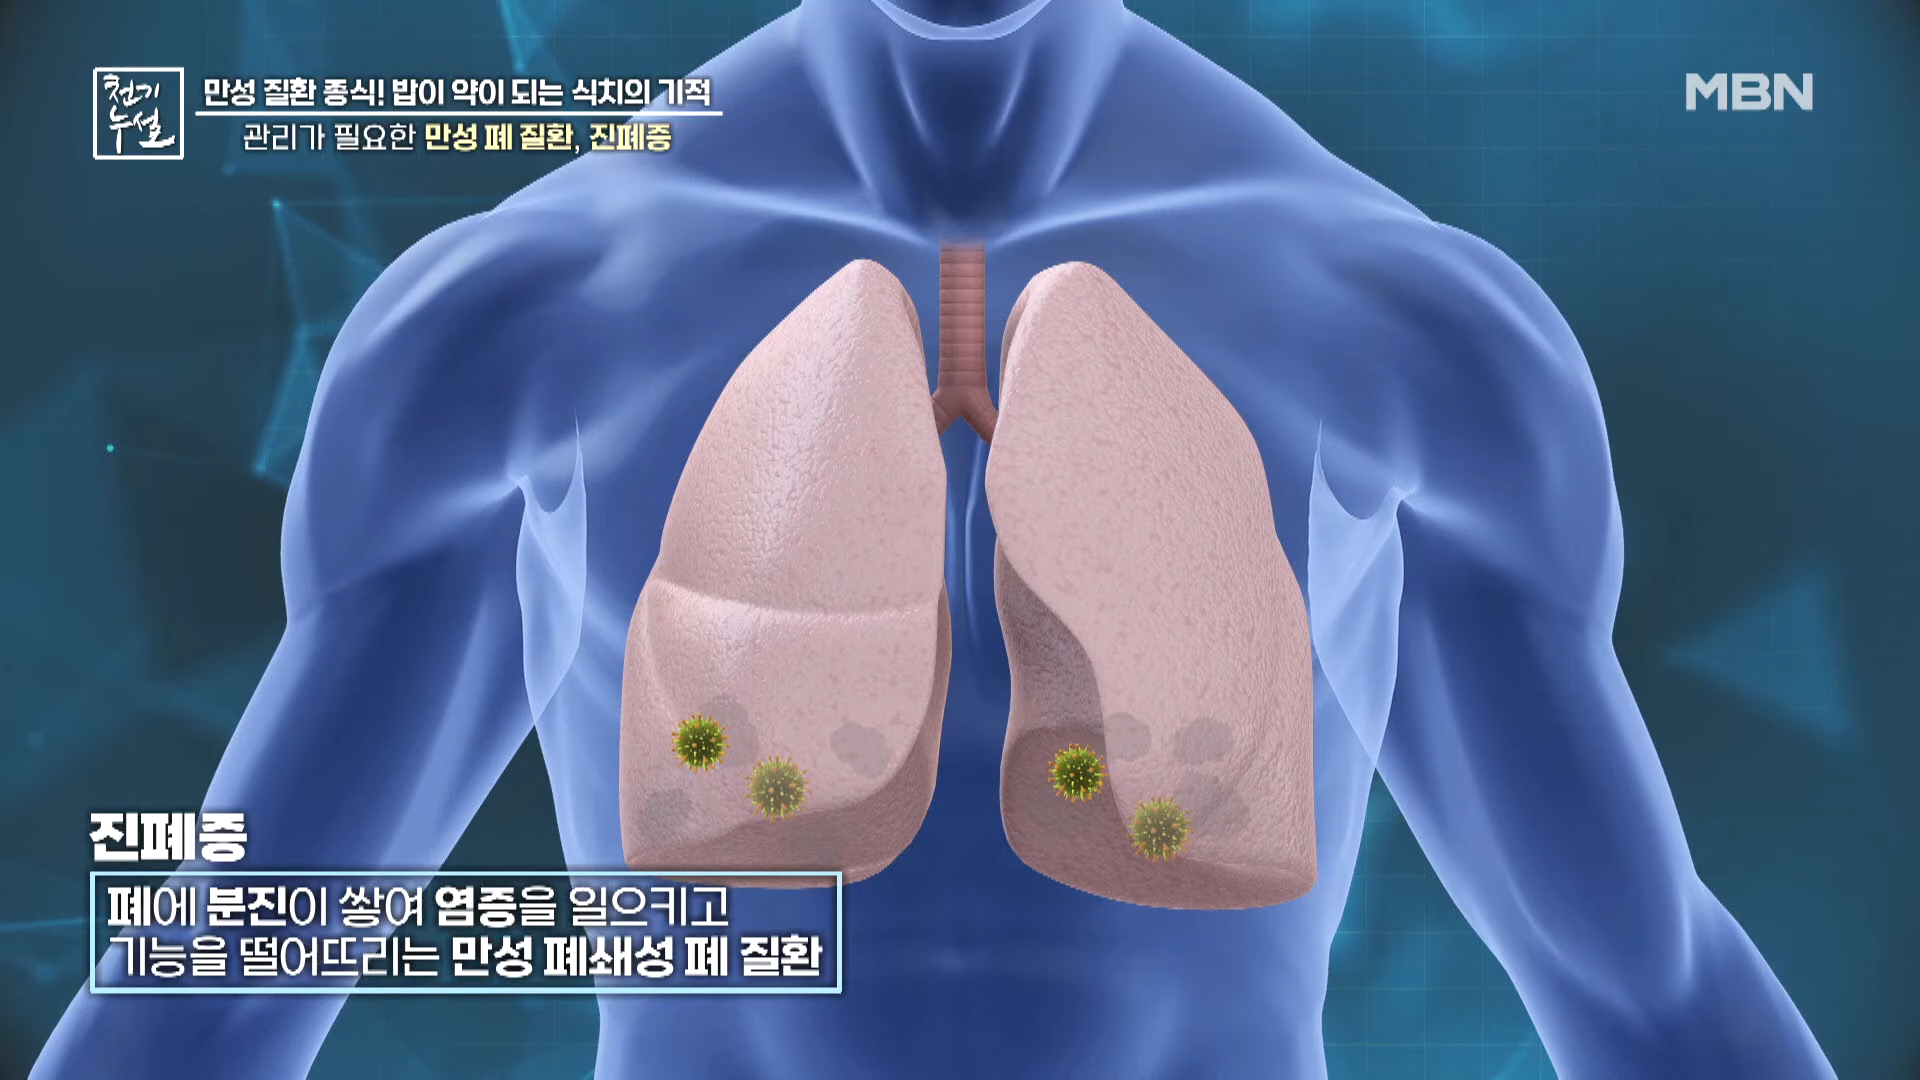 천기
누설
만성 질환 종식! 밥이 약이 되는 식치의 기적
관리가 필요한 만성 폐 질환, 진폐증
MBN
진폐증
폐에 분진이 쌓여 염증을 일으키고
기능을 떨어뜨리는 만성 폐쇄성 폐 질환